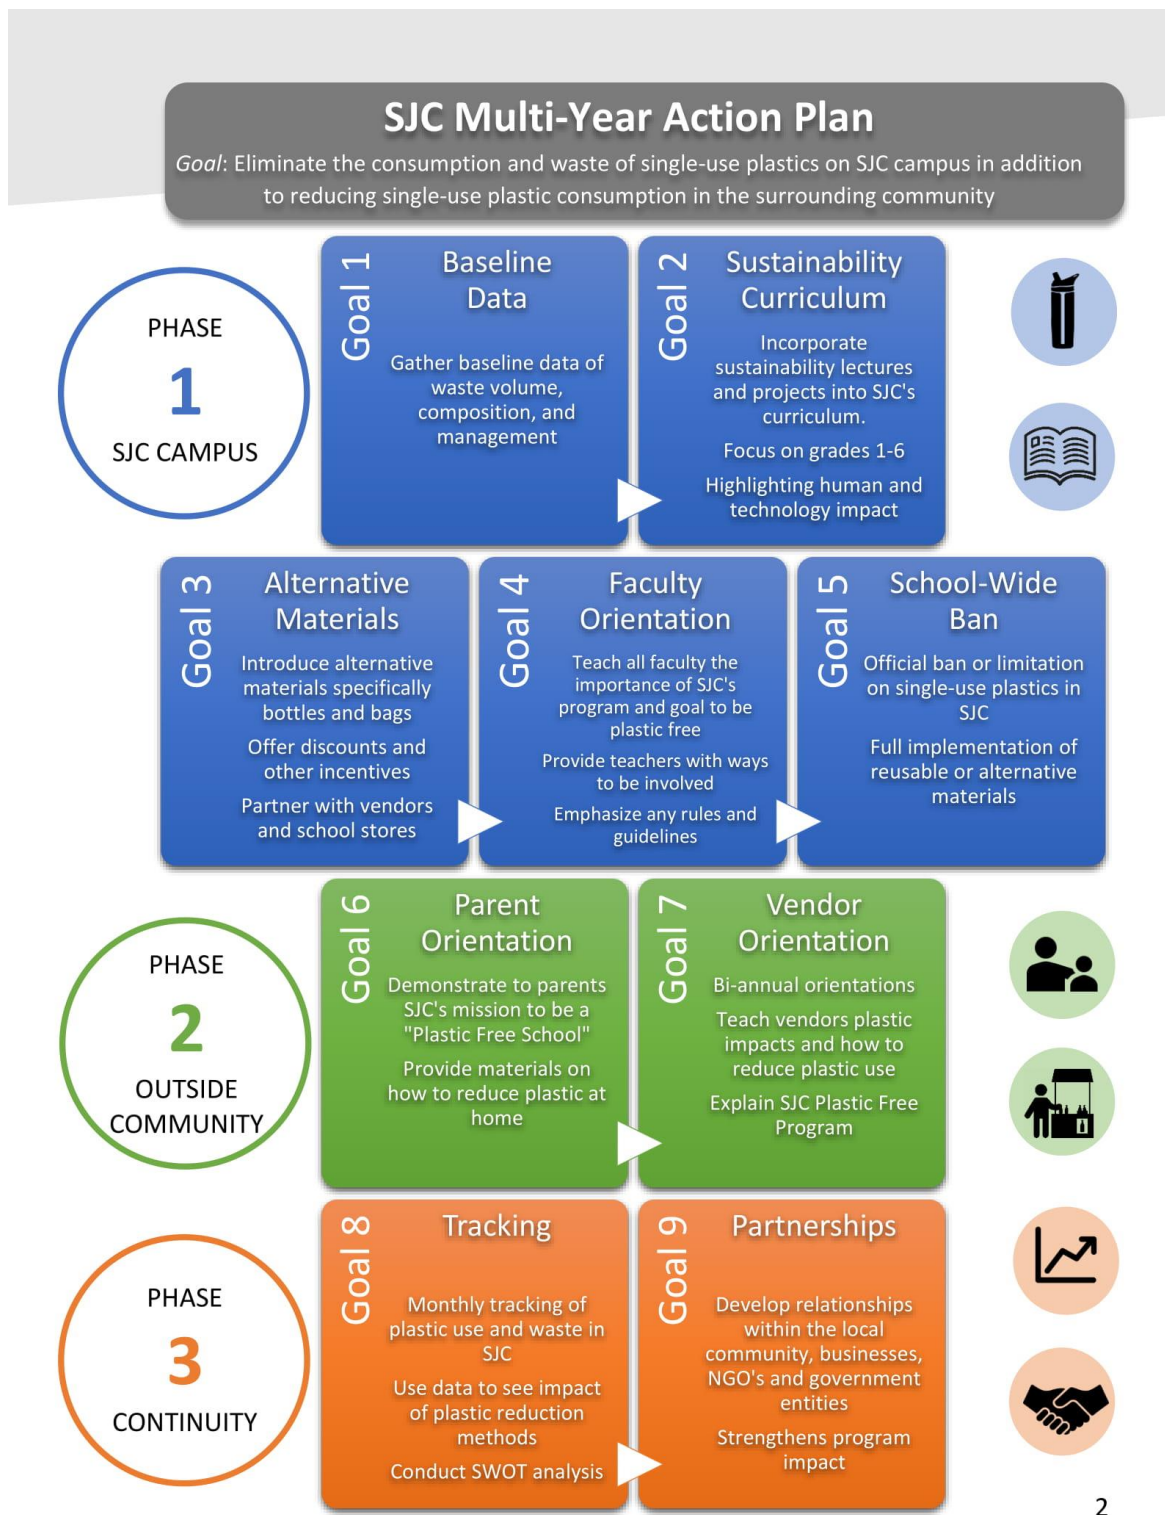 SJC Multi-Year Action Plan
Goal: Eliminate the consumption and waste of single-use plastics on SJC campus in addition
to reducing single-use plastic consumption in the surrounding community
PHASE
1
SJC CAMPUS
Goal 1
Baseline
Data
Gather baseline data of
waste volume,
composition, and
management
Goal 2
Sustainability
Curriculum
Incorporate
sustainability lectures
and projects into SJC's
curriculum.
Focus on grades 1-6
Highlighting human and
technology impact
Goal 3
Alternative
Materials
Introduce alternative
materials specifically
bottles and bags
Offer discounts and
other incentives
Partner with vendors
and school stores
Goal 4
Faculty
Orientation
Teach all faculty the
importance of SJC's
program and goal to be
plastic free
Provide teachers with ways
to be involved
Emphasize any rules and
guidelines
Goal 5
School-Wide
Ban
Official ban or limitation
on single-use plastics in
SJC
Full implementation of
reusable or alternative
materials
PHASE
2
OUTSIDE
COMMUNITY
Goal 6
Parent
Orientation
Demonstrate to parents
SJC's mission to be a
"Plastic Free School"
Provide materials on
how to reduce plastic at
home
Goal 7
Vendor
Orientation
Bi-annual orientations
Teach vendors plastic
impacts and how to
reduce plastic use
Explain SJC Plastic Free
Program
PHASE
3
CONTINUITY
Goal 8
Tracking
Monthly tracking of
plastic use and waste in
SJC
Use data to see impact
of plastic reduction
methods
Conduct SWOT analysis
Goal 9
Partnerships
Develop relationships
within the local
community, businesses,
NGO's and government
entities
Strengthens program
impact
2